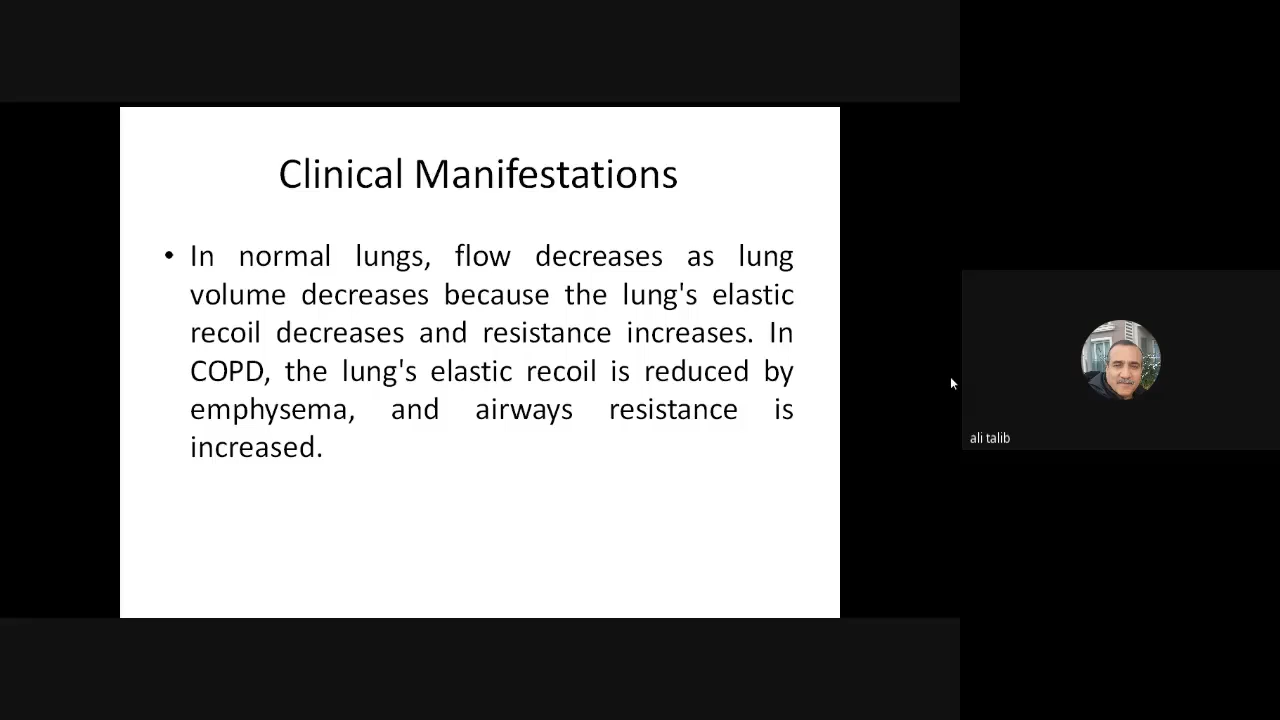 Clinical Manifestations
• In normal lungs, flow decreases as lung
volume decreases because the lung's elastic
recoil decreases and resistance increases. In
COPD, the lung's elastic recoil is reduced by
emphysema, and airways resistance is
increased.
ali talib